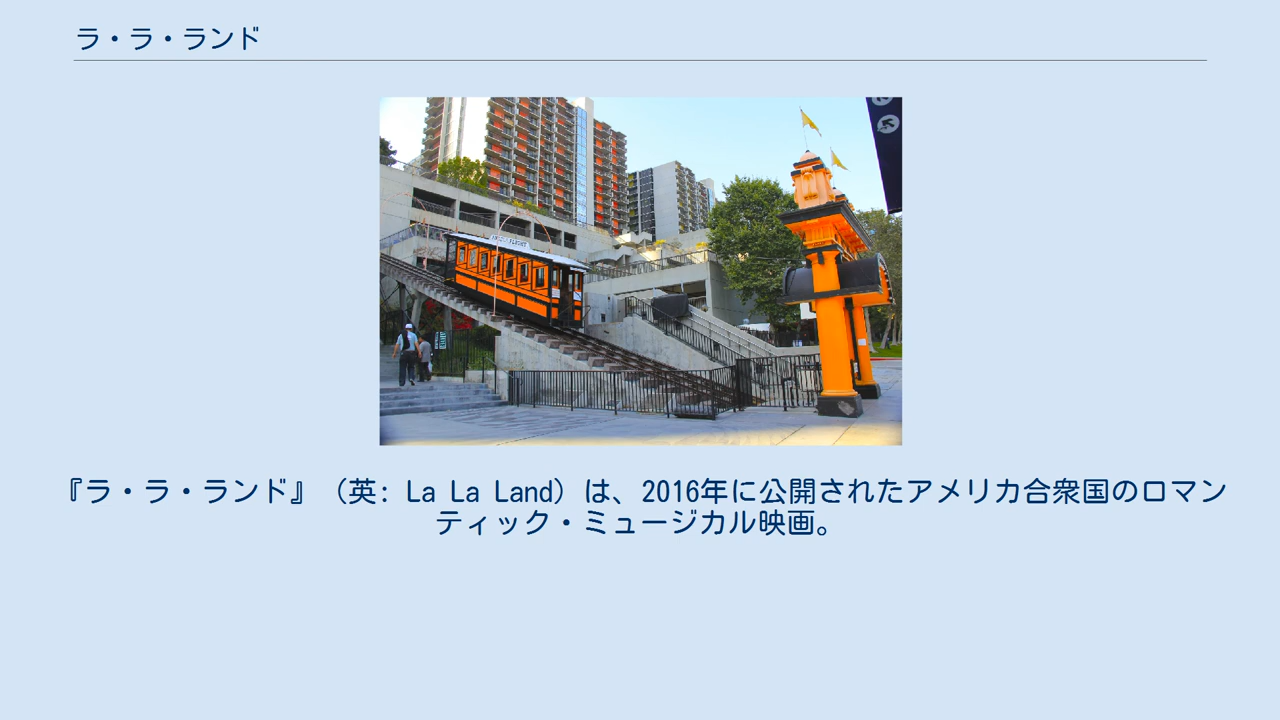 ラ・ラ・ランド
『ラ・ラ・ランド』（英: La La Land）は、2016年に公開されたアメリカ合衆国のロマン
ティック・ミュージカル映画。